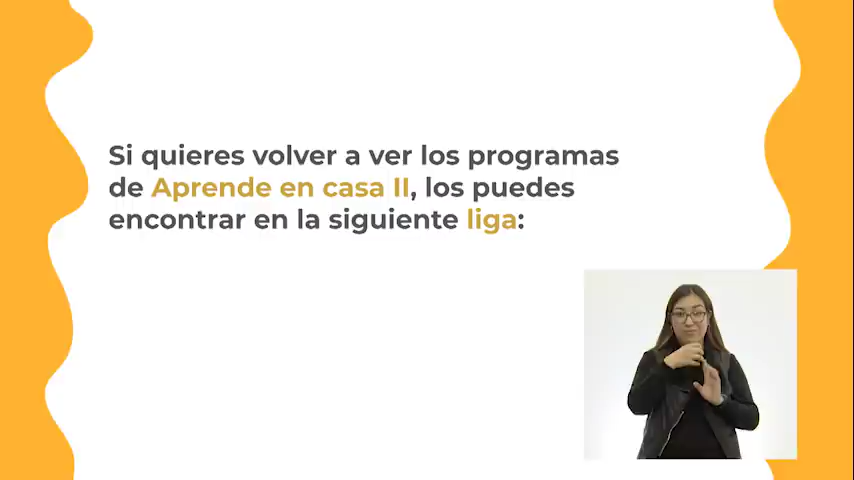 Si quieres volver a ver los programas
de Aprende en casa II, los puedes
encontrar en la siguiente liga: